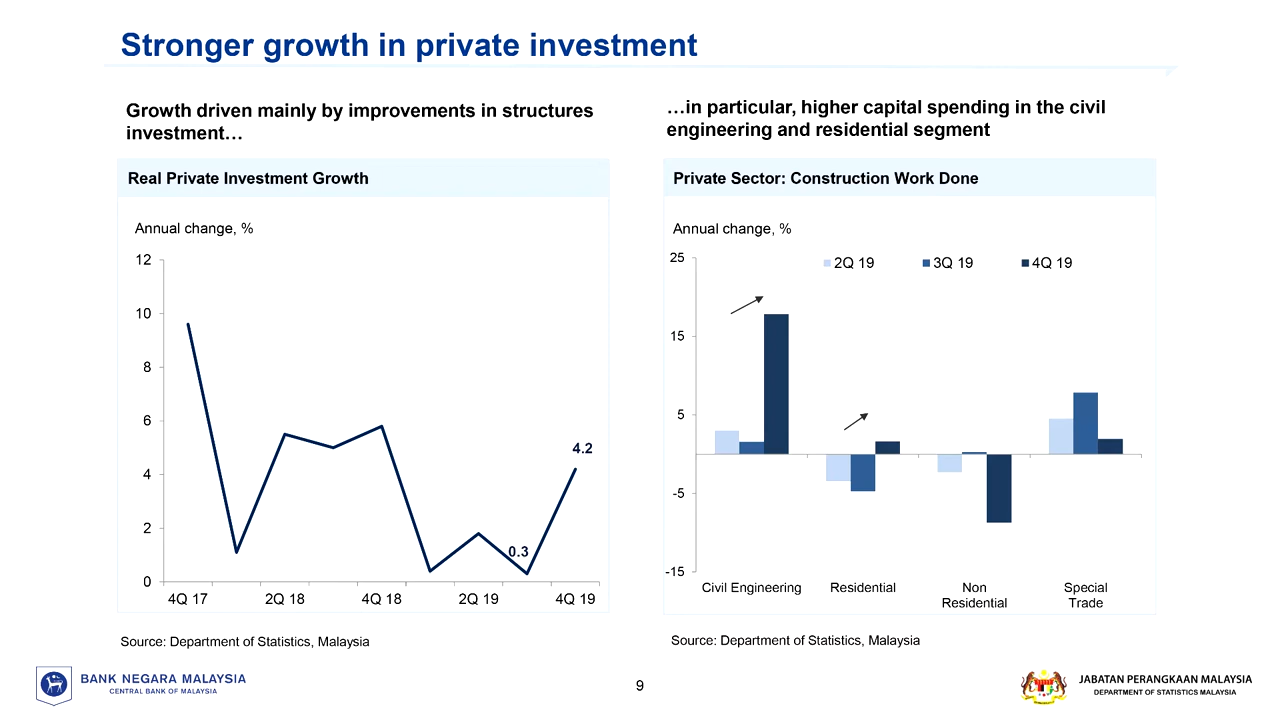 Stronger growth in private investment
Growth driven mainly by improvements in structures
investment…
Real Private Investment Growth
Annual change, %
12
10
8
6
4
2
0
4.2
0.3
4Q 17
2Q 18
4Q 18
2Q 19
4Q 19
Source: Department of Statistics, Malaysia
…in particular, higher capital spending in the civil
engineering and residential segment
Private Sector: Construction Work Done
Annual change, %
2Q 19
3Q 19
4Q 19
25
15
5
-5
-15
Civil Engineering
Residential
Non
Residential
Special
Trade
Source: Department of Statistics, Malaysia
BANK NEGARA MALAYSIA
CENTRAL BANK OF MALAYSIA
9
JABATAN PERANGKAAN MALAYSIA
DEPARTMENT OF STATISTICS MALAYSIA